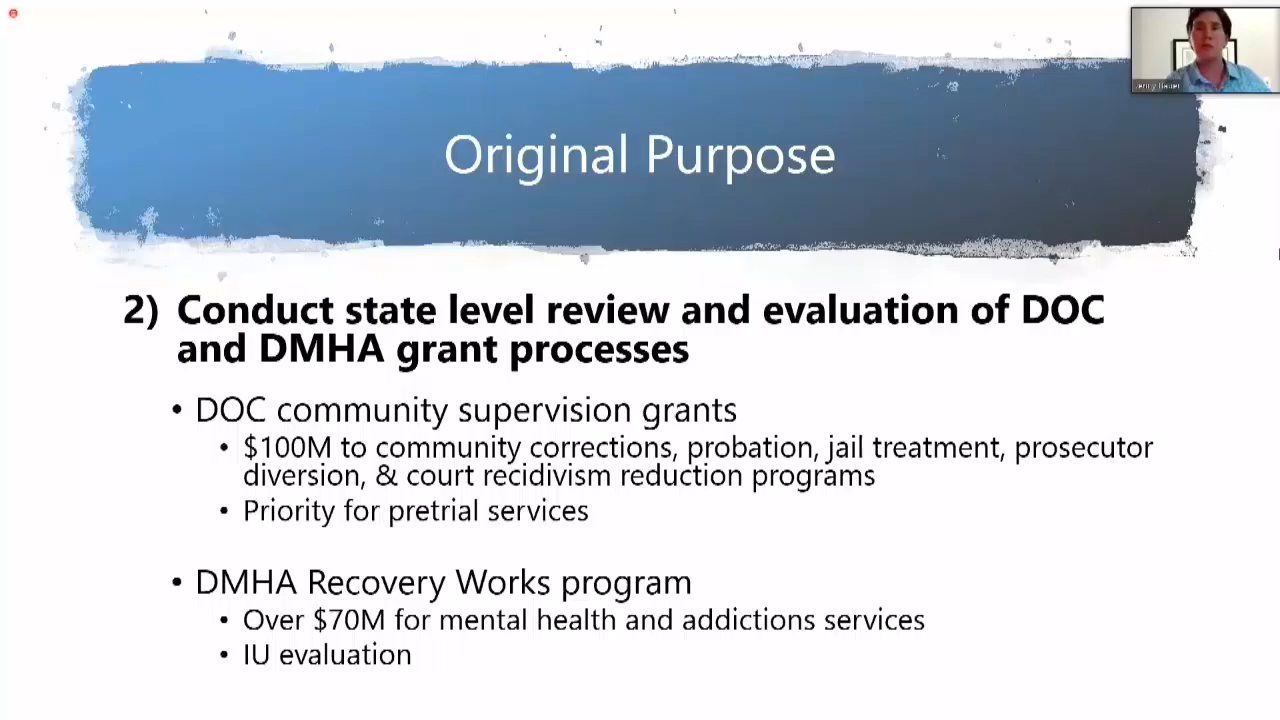 Original Purpose
2) Conduct state level review and evaluation of DOC
and DMHA grant processes
• DOC community supervision grants
• $100M to community corrections, probation, jail treatment, prosecutor
diversion, & court recidivism reduction programs
• Priority for pretrial services
• DMHA Recovery Works program
• Over $70M for mental health and addictions services
• IU evaluation
Jenny Bauer